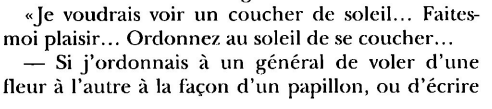 «Je voudrais voir un coucher de soleil... Faites-
moi plaisir... Ordonnez au soleil de se coucher...
— Si j'ordonnais à un général de voler d'une
fleur à l'autre à la façon d'un papillon, ou d'écrire